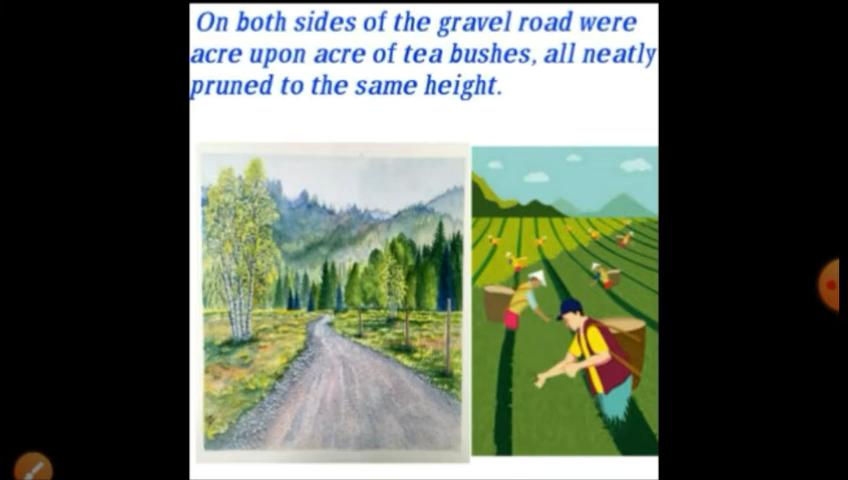 On both sides of the gravel road were
acre upon acre of tea bushes, all neatly
pruned to the same height.